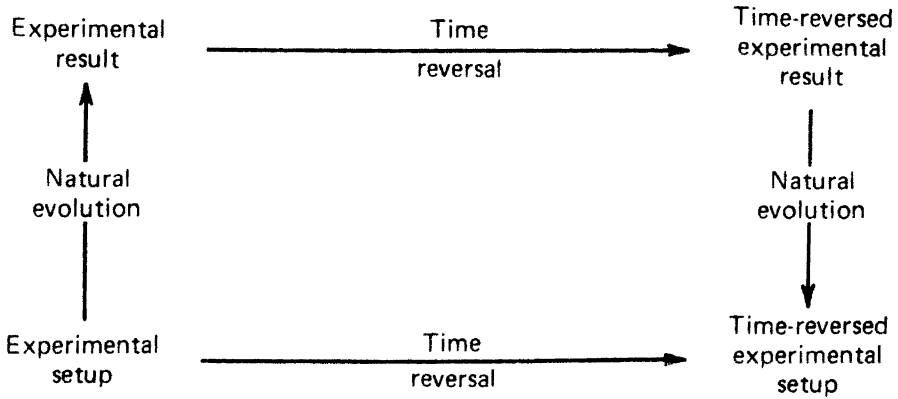 Experimental
result
Time
reversal
Time-reversed
experimental
result
Natural
evolution
Natural
evolution
Experimental
setup
Time
reversal
Time-reversed
experimental
setup